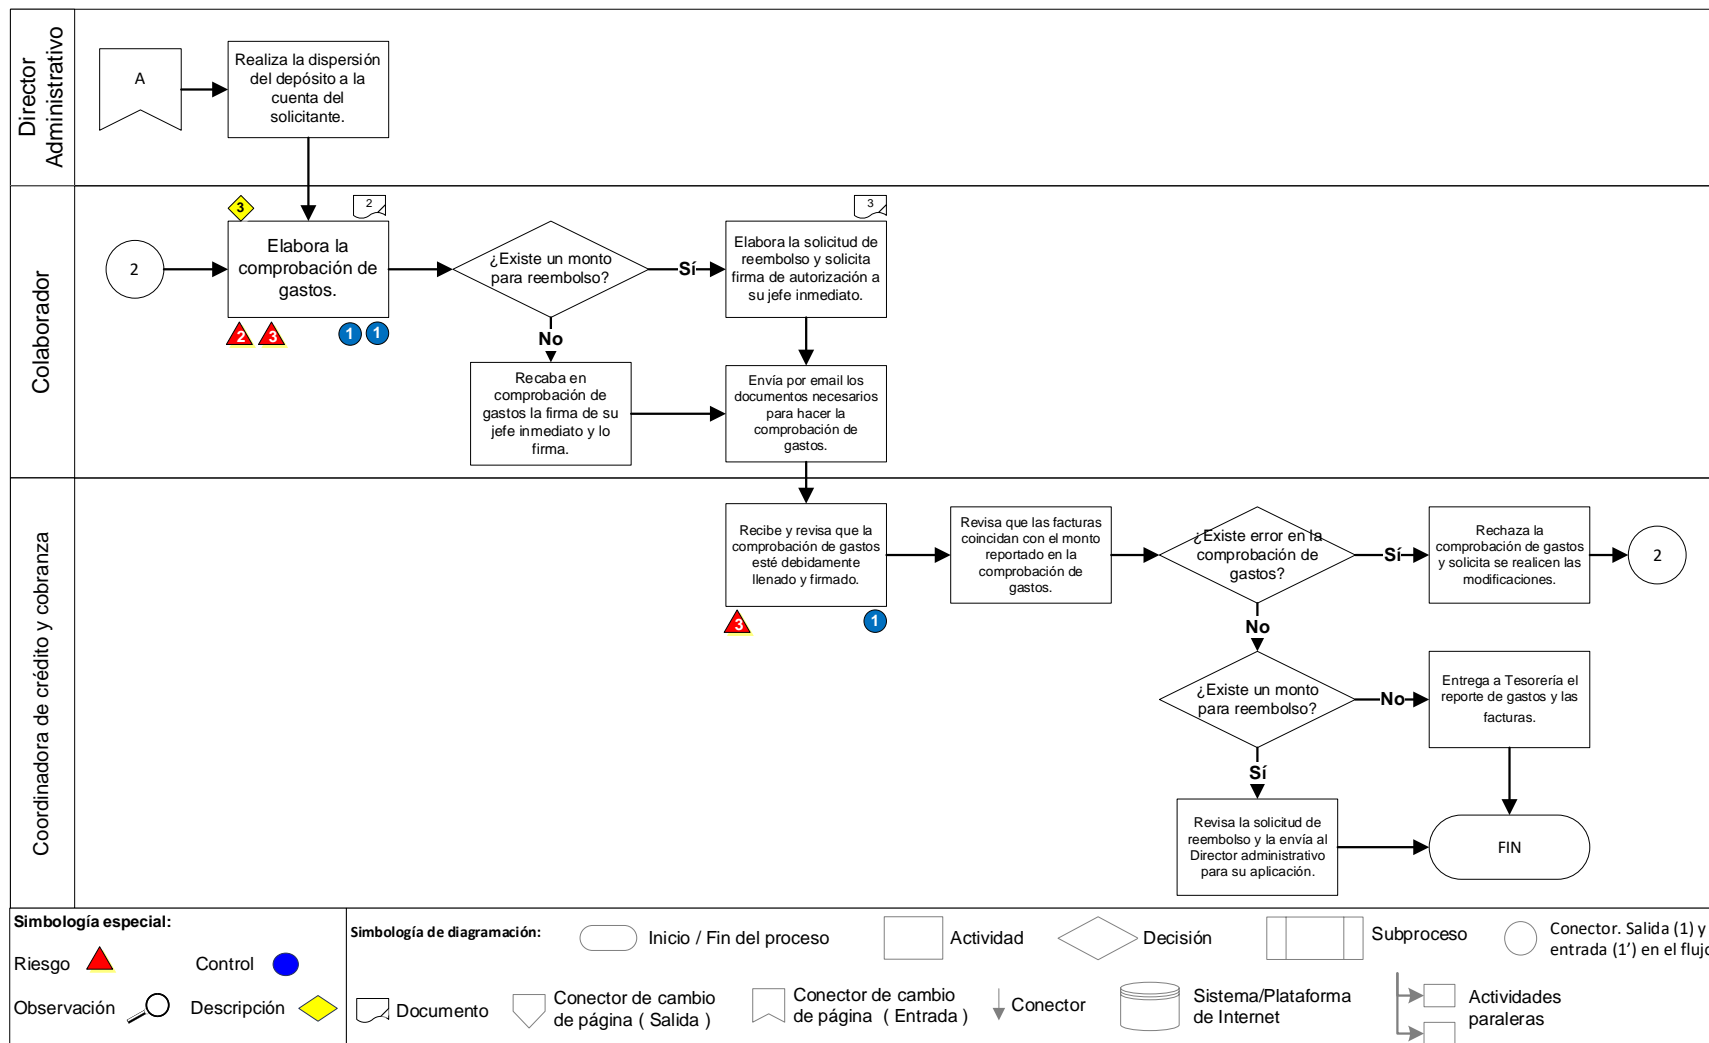 Director
Administrativo
A
Realiza la dispersión
del depósito a la
cuenta del
solicitante.
Colaborador
2
3
2
Elabora la
comprobación de
gastos.
2
3
1
1
¿Existe un monto
para reembolso?
Sí
No
3
Elabora la solicitud de
reembolso y solicita
firma de autorización a
su jefe inmediato.
Recaba en
comprobación de
gastos la firma de su
jefe inmediato y lo
firma.
Envía por email los
documentos necesarios
para hacer la
comprobación de
gastos.
Coordinadora de crédito y cobranza
Recibe y revisa que la
comprobación de gastos
esté debidamente
llenado y firmado.
3
1
Revisa que las facturas
coincidan con el monto
reportado en la
comprobación de
gastos.
¿Existe error en la
comprobación de
gastos?
Sí
No
Rechaza la
comprobación de gastos
y solicita se realicen las
modificaciones.
2
¿Existe un monto
para reembolso?
No
Sí
Entrega a Tesorería el
reporte de gastos y las
facturas.
Revisa la solicitud de
reembolso y la envía al
Director administrativo
para su aplicación.
FIN
Simbología especial:
Riesgo
Control
Observación
Descripción
Simbología de diagramación:
Inicio / Fin del proceso
Actividad
Decisión
Subproceso
Conector. Salida (1) y
entrada (1') en el flujo
Documento
Conector de cambio
de página ( Salida )
Conector de cambio
de página ( Entrada )
Conector
Sistema/Plataforma
de Internet
Actividades
paraleras